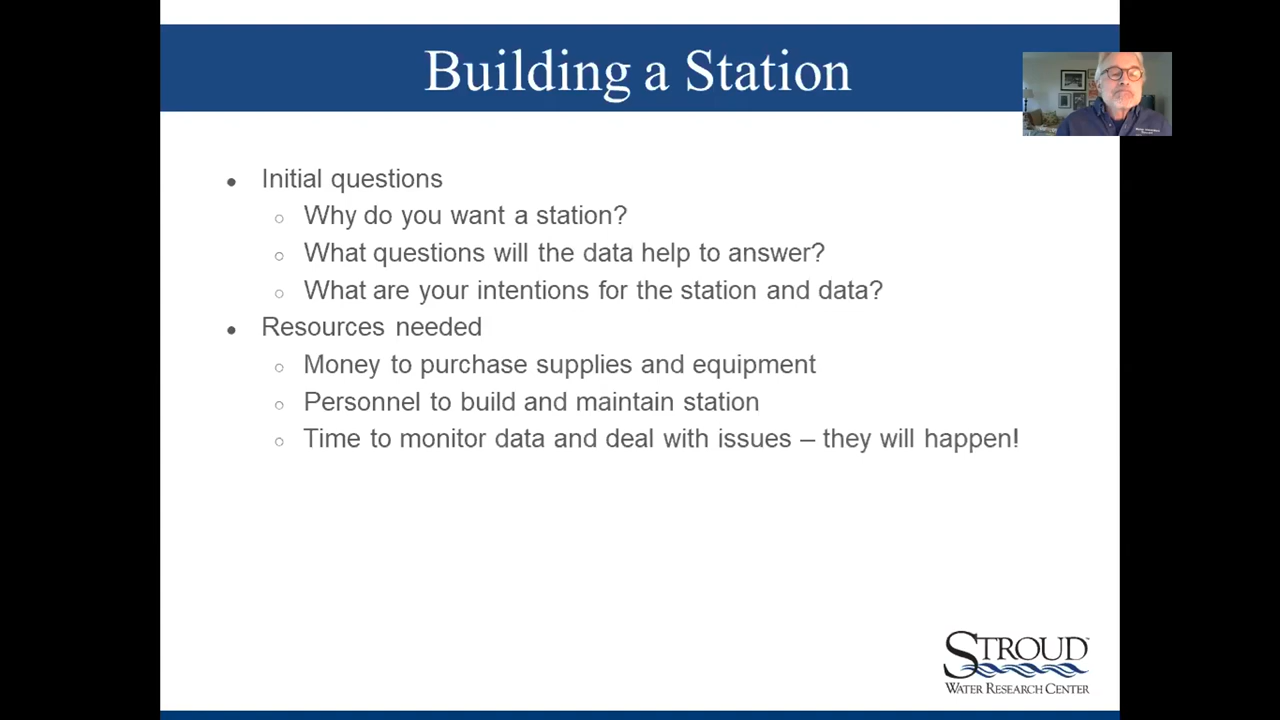 Building a Station
• Initial questions
○ Why do you want a station?
○ What questions will the data help to answer?
○ What are your intentions for the station and data?
• Resources needed
○ Money to purchase supplies and equipment
○ Personnel to build and maintain station
○ Time to monitor data and deal with issues – they will happen!
STROUD™
WATER RESEARCH CENTER